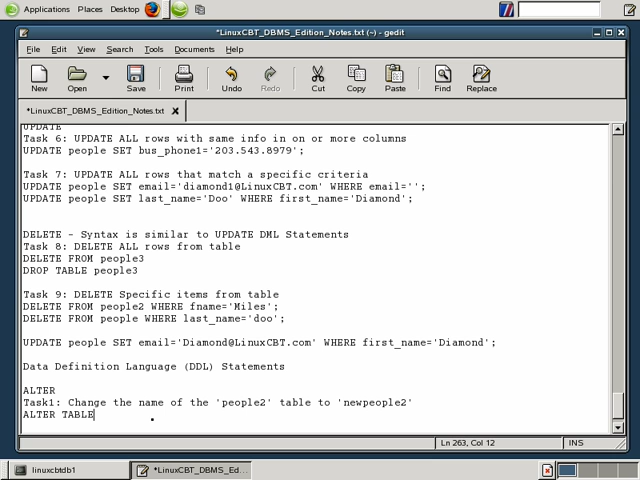 Applications Places Desktop
*LinuxCBT_DBMS_Edition_Notes.txt (~) - gedit
File Edit View Search Tools Documents Help
New Open Save Print Undo Redo Cut Copy Paste Find Replace
*LinuxCBT_DBMS_Edition_Notes.txt
UPDATE
Task 6: UPDATE ALL rows with same info in on or more columns
UPDATE people SET bus_phone1='203.543.8979';
Task 7: UPDATE ALL rows that match a specific criteria
UPDATE people SET email='diamond1@LinuxCBT.com' WHERE email='';
UPDATE people SET last_name='Doo' WHERE first_name='Diamond';
DELETE - Syntax is similar to UPDATE DML Statements
Task 8: DELETE ALL rows from table
DELETE FROM people3
DROP TABLE people3
Task 9: DELETE Specific items from table
DELETE FROM people2 WHERE fname='Miles';
DELETE FROM people WHERE last_name='doo';
UPDATE people SET email='Diamond@LinuxCBT.com' WHERE first_name='Diamond';
Data Definition Language (DDL) Statements
ALTER
Task1: Change the name of the 'people2' table to 'newpeople2'
ALTER TABLE
Ln 263, Col 12 INS
linuxcbtdb1 *LinuxCBT_DBMS_Ed...